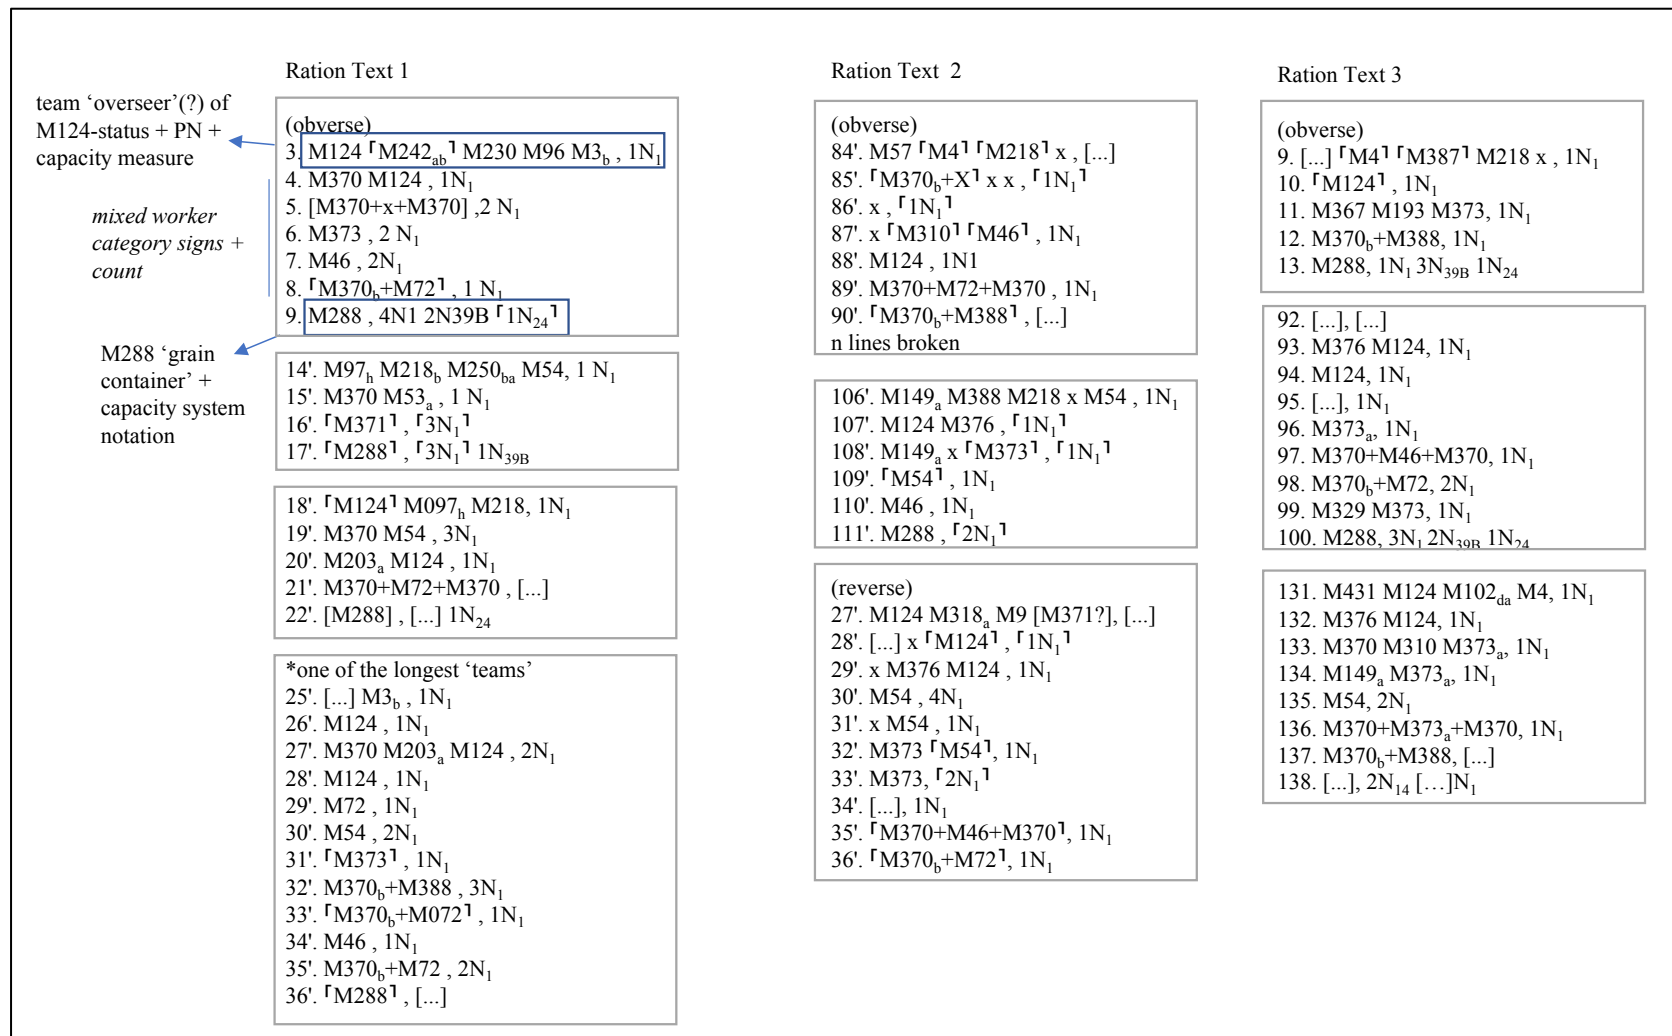 team ‘overseer’(?) of
M124-status + PN +
capacity measure
mixed worker
category signs +
count
M288 ‘grain
container’ +
capacity system
notation
Ration Text 1
(obverse)
3. M124 ⸢M242ab⸣ M230 M96 M3b , 1N1
4. M370 M124 , 1N1
5. [M370+x+M370] ,2 N1
6. M373 , 2 N1
7. M46 , 2N1
8. ⸢M370b+M72⸣ , 1 N1
9. M288 , 4N1 2N39B ⸢1N24⸣
14'. M97h M218b M250ba M54, 1 N1
15'. M370 M53a , 1 N1
16'. ⸢M371⸣ , ⸢3N1⸣
17'. ⸢M288⸣ , ⸢3N1⸣ 1N39B
18'. ⸢M124⸣ M097h M218, 1N1
19'. M370 M54 , 3N1
20'. M203a M124 , 1N1
21'. M370+M72+M370 , [...]
22'. [M288] , [...] 1N24
*one of the longest ‘teams’
25'. [...] M3b , 1N1
26'. M124 , 1N1
27'. M370 M203a M124 , 2N1
28'. M124 , 1N1
29'. M72 , 1N1
30'. M54 , 2N1
31'. ⸢M373⸣ , 1N1
32'. M370b+M388 , 3N1
33'. ⸢M370b+M072⸣ , 1N1
34'. M46 , 1N1
35'. M370b+M72 , 2N1
36'. ⸢M288⸣ , [...]
Ration Text 2
(obverse)
84'. M57 ⸢M4⸣ ⸢M218⸣ x , [...]
85'. ⸢M370b+X⸣ x x , ⸢1N1⸣
86'. x , ⸢1N1⸣
87'. x ⸢M310⸣ ⸢M46⸣ , 1N1
88'. M124 , 1N1
89'. M370+M72+M370 , 1N1
90'. ⸢M370b+M388⸣ , [...]
n lines broken
106'. M149a M388 M218 x M54 , 1N1
107'. M124 M376 , ⸢1N1⸣
108'. M149a x ⸢M373⸣ , ⸢1N1⸣
109'. ⸢M54⸣ , 1N1
110'. M46 , 1N1
111'. M288 , ⸢2N1⸣
(reverse)
27'. M124 M318a M9 [M371?], [...]
28'. [...] x ⸢M124⸣ , ⸢1N1⸣
29'. x M376 M124 , 1N1
30'. M54 , 4N1
31'. x M54 , 1N1
32'. M373 ⸢M54⸣, 1N1
33'. M373, ⸢2N1⸣
34'. [...], 1N1
35'. ⸢M370+M46+M370⸣, 1N1
36'. ⸢M370b+M72⸣, 1N1
Ration Text 3
(obverse)
9. [...] ⸢M4⸣ ⸢M387⸣ M218 x , 1N1
10. ⸢M124⸣ , 1N1
11. M367 M193 M373, 1N1
12. M370b+M388, 1N1
13. M288, 1N1 3N39B 1N24
92. [...], [...]
93. M376 M124, 1N1
94. M124, 1N1
95. [...], 1N1
96. M373a, 1N1
97. M370+M46+M370, 1N1
98. M370b+M72, 2N1
99. M329 M373, 1N1
100. M288, 3N1 2N39B 1N24
131. M431 M124 M102da M4, 1N1
132. M376 M124, 1N1
133. M370 M310 M373a, 1N1
134. M149a M373a, 1N1
135. M54, 2N1
136. M370+M373a+M370, 1N1
137. M370b+M388, [...]
138. [...], 2N14 […]N1